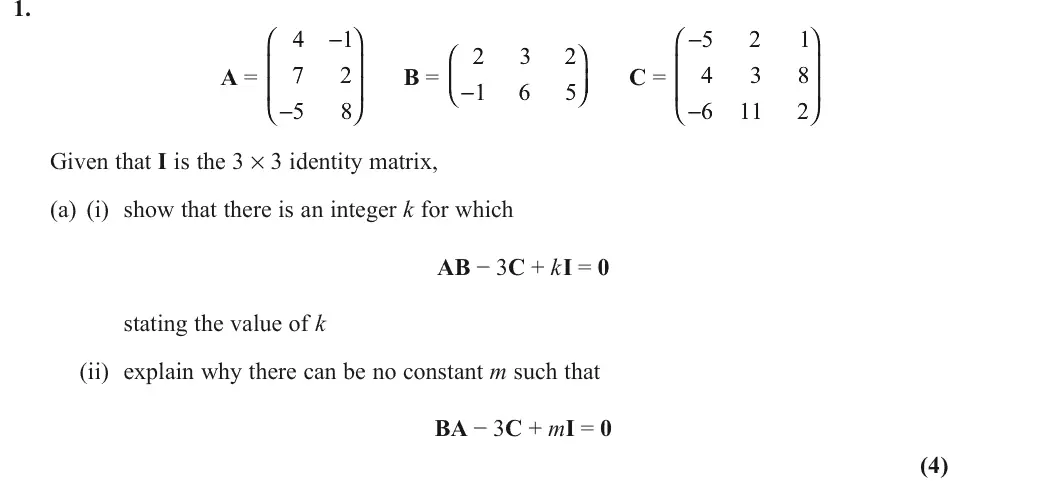 1.
A = ( 4 −1 ) B = ( 2 3 2 ) C = ( −5 2 1 )
( 7 2 ) ( −1 6 5 ) ( 4 3 8 )
( −5 8 ) ( −6 11 2 )
Given that I is the 3 × 3 identity matrix,
(a) (i) show that there is an integer k for which
AB − 3C + kI = 0
stating the value of k
(ii) explain why there can be no constant m such that
BA − 3C + mI = 0
(4)